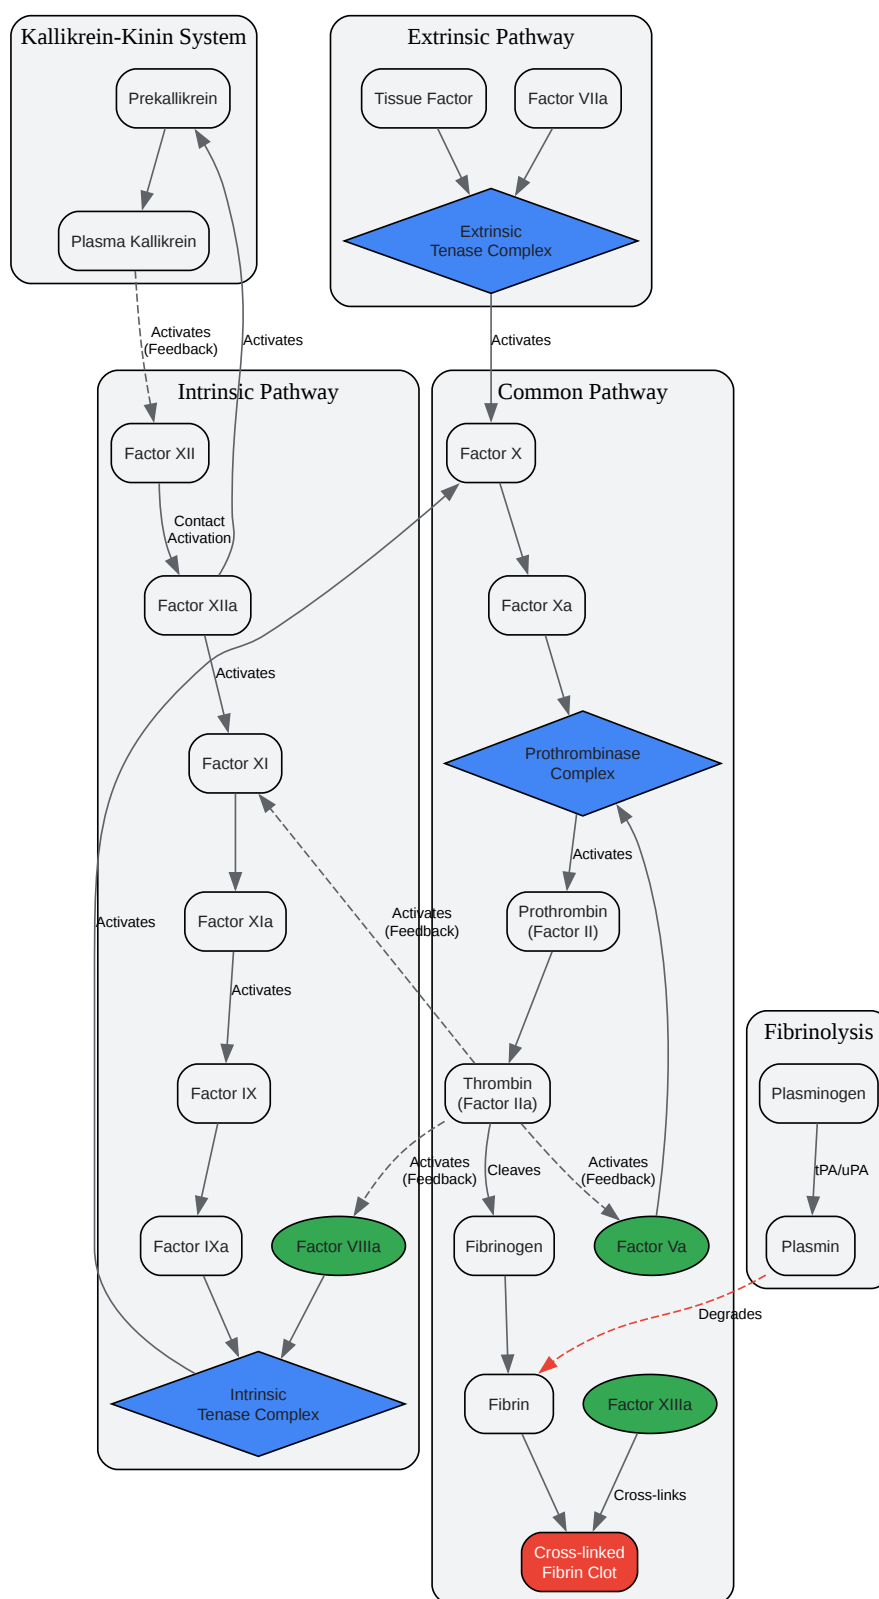 Kallikrein-Kinin System
Extrinsic Pathway
Prekallikrein
Tissue Factor
Factor VIIa
Plasma Kallikrein
Extrinsic
Tenase Complex
Activates
(Feedback)
Activates
Activates
Intrinsic Pathway
Common Pathway
Factor XII
Factor X
Contact
Activation
Factor XIIa
Factor Xa
Activates
Factor XI
Prothrombinase
Complex
Activates
Activates
Factor XIa
Activates
(Feedback)
Prothrombin
(Factor II)
Activates
Fibrinolysis
Factor IX
Thrombin
(Factor IIa)
Plasminogen
Activates
(Feedback)
Cleaves
Activates
(Feedback)
tPA/uPA
Factor IXa
Factor VIIIa
Fibrinogen
Factor Va
Plasmin
Degrades
Intrinsic
Tenase Complex
Fibrin
Factor XIIIa
Cross-links
Cross-linked
Fibrin Clot